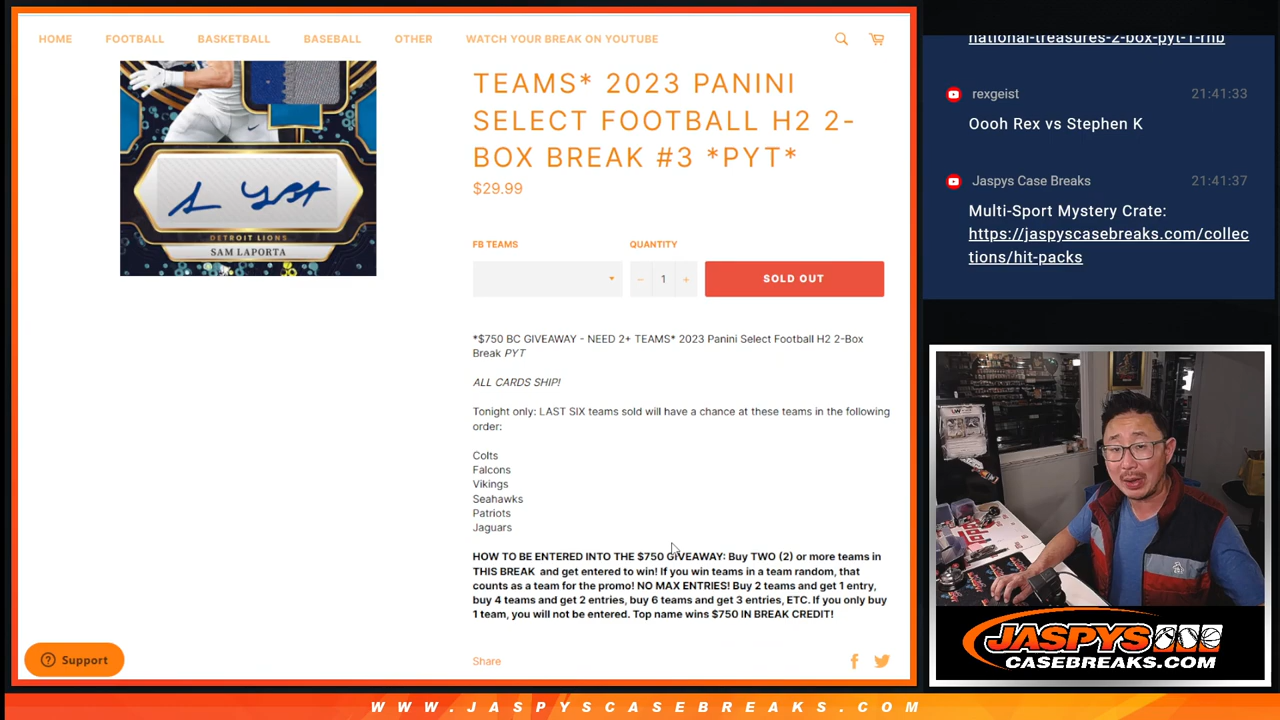 HOME FOOTBALL BASKETBALL BASEBALL OTHER WATCH YOUR BREAK ON YOUTUBE
DETROIT LIONS
SAM LAPORTA
TEAMS* 2023 PANINI
SELECT FOOTBALL H2 2-
BOX BREAK #3 *PYT*
$29.99
FB TEAMS QUANTITY
− 1 + SOLD OUT
*$750 BC GIVEAWAY - NEED 2+ TEAMS* 2023 Panini Select Football H2 2-Box
Break PYT
ALL CARDS SHIP!
Tonight only: LAST SIX teams sold will have a chance at these teams in the following
order:
Colts
Falcons
Vikings
Seahawks
Patriots
Jaguars
HOW TO BE ENTERED INTO THE $750 GIVEAWAY: Buy TWO (2) or more teams in
THIS BREAK and get entered to win! If you win teams in a team random, that
counts as a team for the promo! NO MAX ENTRIES! Buy 2 teams and get 1 entry,
buy 4 teams and get 2 entries, buy 6 teams and get 3 entries, ETC. If you only buy
1 team, you will not be entered. Top name wins $750 IN BREAK CREDIT!
Share
Support
national-treasures-2-box-pyt-1-rnb
rexgeist 21:41:33
Oooh Rex vs Stephen K
Jaspys Case Breaks 21:41:37
Multi-Sport Mystery Crate:
https://jaspyscasebreaks.com/collec
tions/hit-packs
JASPYS
CASEBREAKS.COM
WWW.JASPYSCASEBREAKS.COM